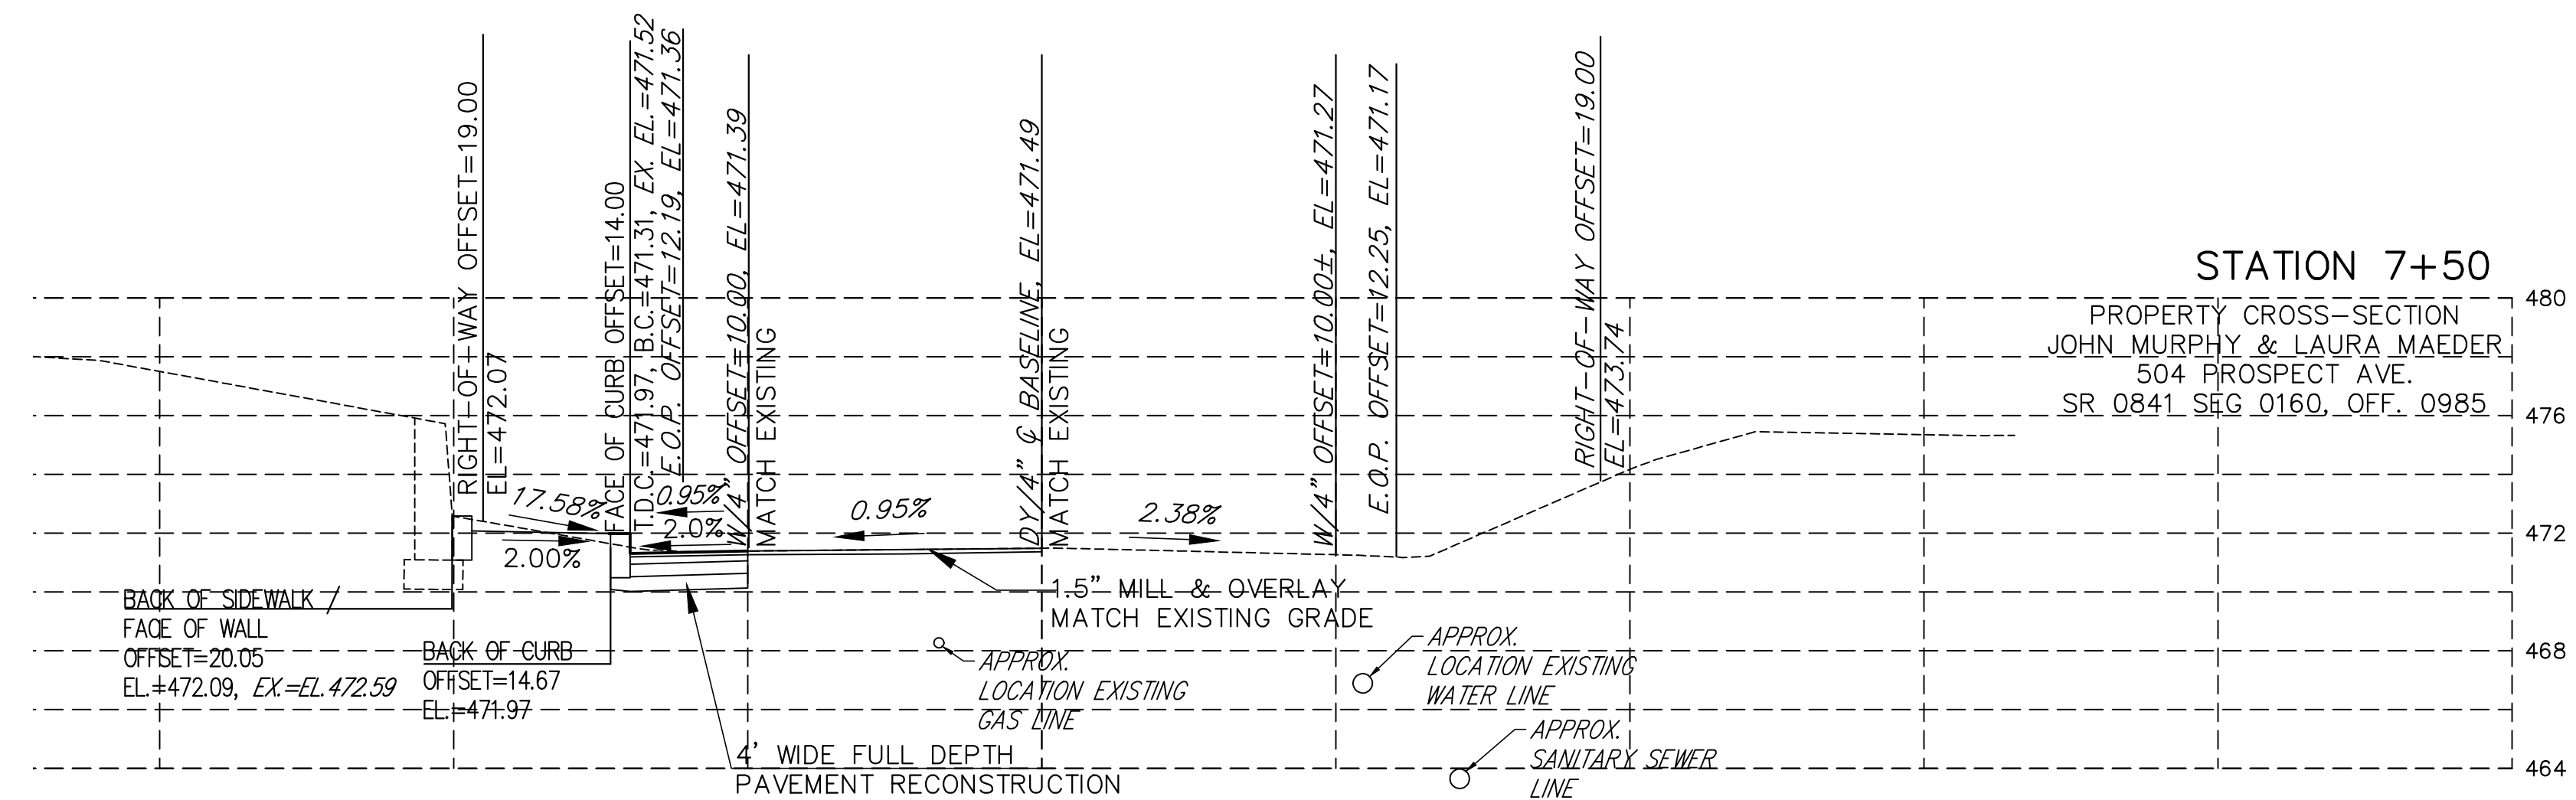 RIGHT-OF-WAY OFFSET=19.00
EL=472.07
FACE OF CURB OFFSET=14.00
T.D.C.=471.97, B.C.=471.31, EX. EL.=471.52
E.O.P. OFFSET=12.19, EL=471.36
W/4" OFFSET=10.00, EL=471.39
MATCH EXISTING
DY/4" ℄ BASELINE, EL=471.49
MATCH EXISTING
W/4" OFFSET=10.00±, EL=471.27
E.O.P. OFFSET=12.25, EL=471.17
RIGHT-OF-WAY OFFSET=19.00
EL=473.74
STATION 7+50
PROPERTY CROSS-SECTION
JOHN MURPHY & LAURA MAEDER
504 PROSPECT AVE.
SR 0841 SEG 0160, OFF. 0985
480
476
472
468
464
17.58%
0.95%
2.0%
2.00%
0.95%
2.38%
BACK OF SIDEWALK /
FACE OF WALL
OFFSET=20.05
EL.=472.09, EX.=EL.472.59
BACK OF CURB
OFFSET=14.67
EL.=471.97
1.5" MILL & OVERLAY
MATCH EXISTING GRADE
APPROX.
LOCATION EXISTING
GAS LINE
APPROX.
LOCATION EXISTING
WATER LINE
APPROX.
SANITARY SEWER
LINE
4' WIDE FULL DEPTH
PAVEMENT RECONSTRUCTION